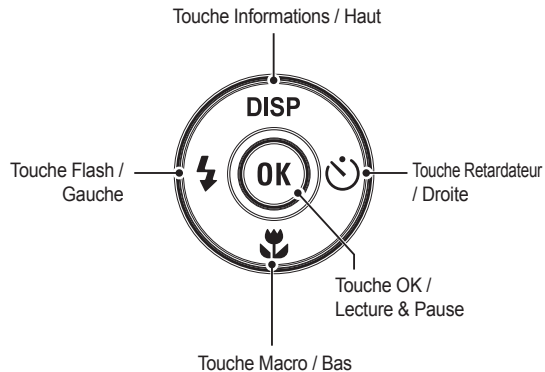 Touche Informations / Haut
DISP
Touche Flash /
Gauche
OK
Touche Retardateur
/ Droite
Touche OK /
Lecture & Pause
Touche Macro / Bas